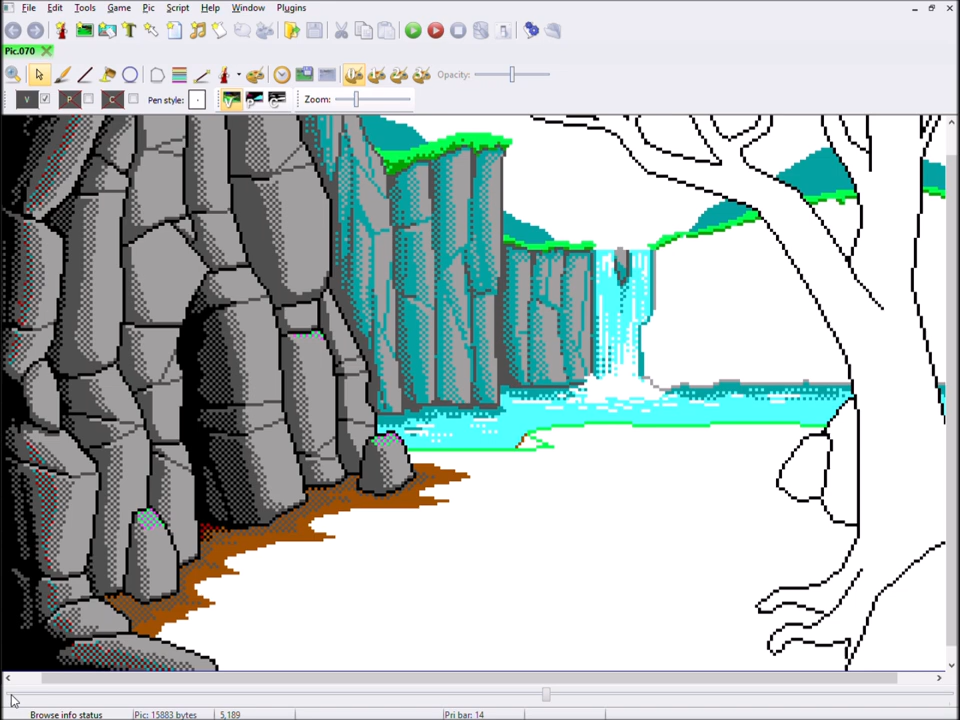 File Edit Tools Game Pic Script Help Window Plugins
Pic.070
Opacity:
V P C Pen style: V P C Zoom:
Browse info status Pic: 15883 bytes 5,189 Pri bar: 14